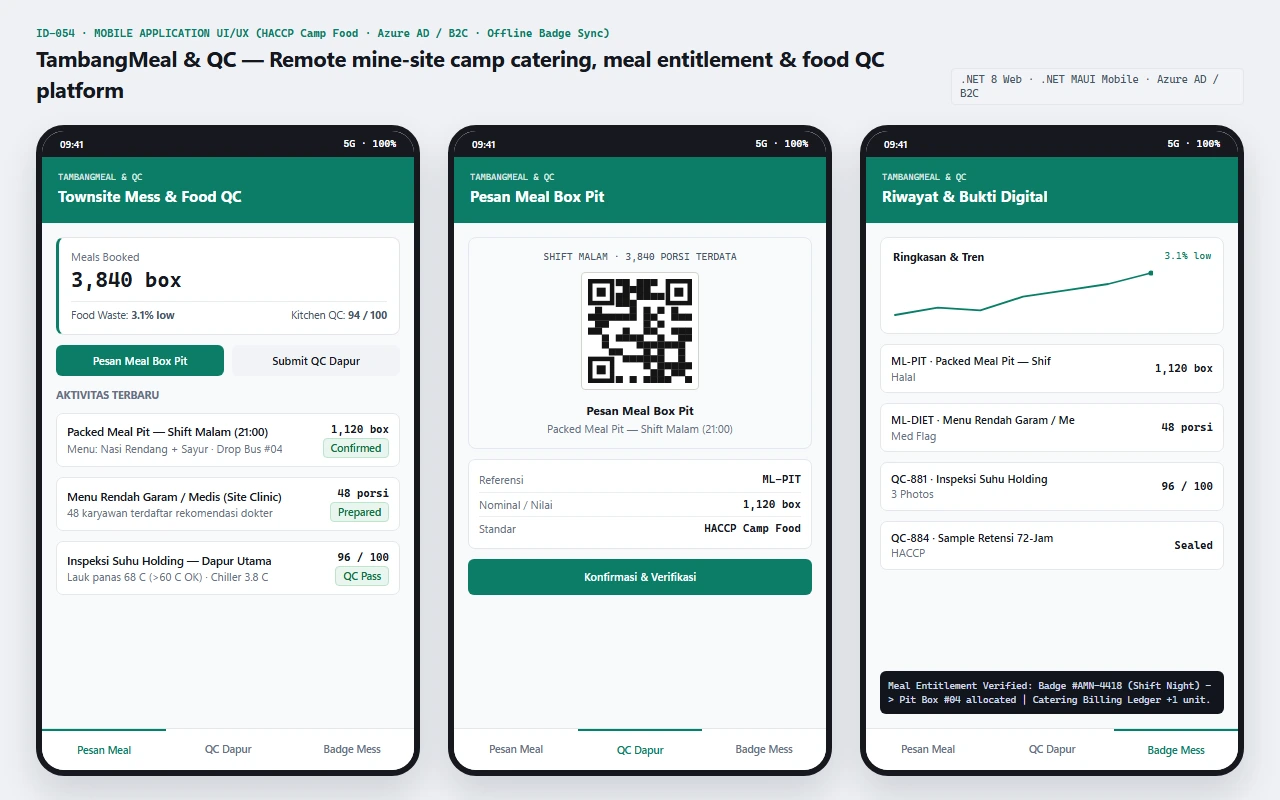 ID-054 · MOBILE APPLICATION UI/UX (HACCP Camp Food · Azure AD / B2C · Offline Badge Sync)
TambangMeal & QC — Remote mine-site camp catering, meal entitlement & food QC
platform
.NET 8 Web · .NET MAUI Mobile · Azure AD /
B2C
09:41
5G · 100%
TAMBANGMEAL & QC
Townsite Mess & Food QC
Meals Booked
3,840 box
Food Waste: 3.1% low
Kitchen QC: 94 / 100
Pesan Meal Box Pit
Submit QC Dapur
AKTIVITAS TERBARU
Packed Meal Pit — Shift Malam (21:00)
1,120 box
Menu: Nasi Rendang + Sayur · Drop Bus #04
Confirmed
Menu Rendah Garam / Medis (Site Clinic)
48 porsi
48 karyawan terdaftar rekomendasi dokter
Prepared
Inspeksi Suhu Holding — Dapur Utama
96 / 100
Lauk panas 68 C (>60 C OK) · Chiller 3.8 C
QC Pass
Pesan Meal
QC Dapur
Badge Mess
09:41
5G · 100%
TAMBANGMEAL & QC
Pesan Meal Box Pit
SHIFT MALAM · 3,840 PORSI TERDATA
Pesan Meal Box Pit
Packed Meal Pit — Shift Malam (21:00)
Referensi
ML-PIT
Nominal / Nilai
1,120 box
Standar
HACCP Camp Food
Konfirmasi & Verifikasi
Pesan Meal
QC Dapur
Badge Mess
09:41
5G · 100%
TAMBANGMEAL & QC
Riwayat & Bukti Digital
Ringkasan & Tren
3.1% low
ML-PIT · Packed Meal Pit — Shif
Halal
1,120 box
ML-DIET · Menu Rendah Garam / Me
Med Flag
48 porsi
QC-881 · Inspeksi Suhu Holding
3 Photos
96 / 100
QC-884 · Sample Retensi 72-Jam
HACCP
Sealed
Meal Entitlement Verified: Badge #AMN-4418 (Shift Night) —
> Pit Box #04 allocated | Catering Billing Ledger +1 unit.
Pesan Meal
QC Dapur
Badge Mess